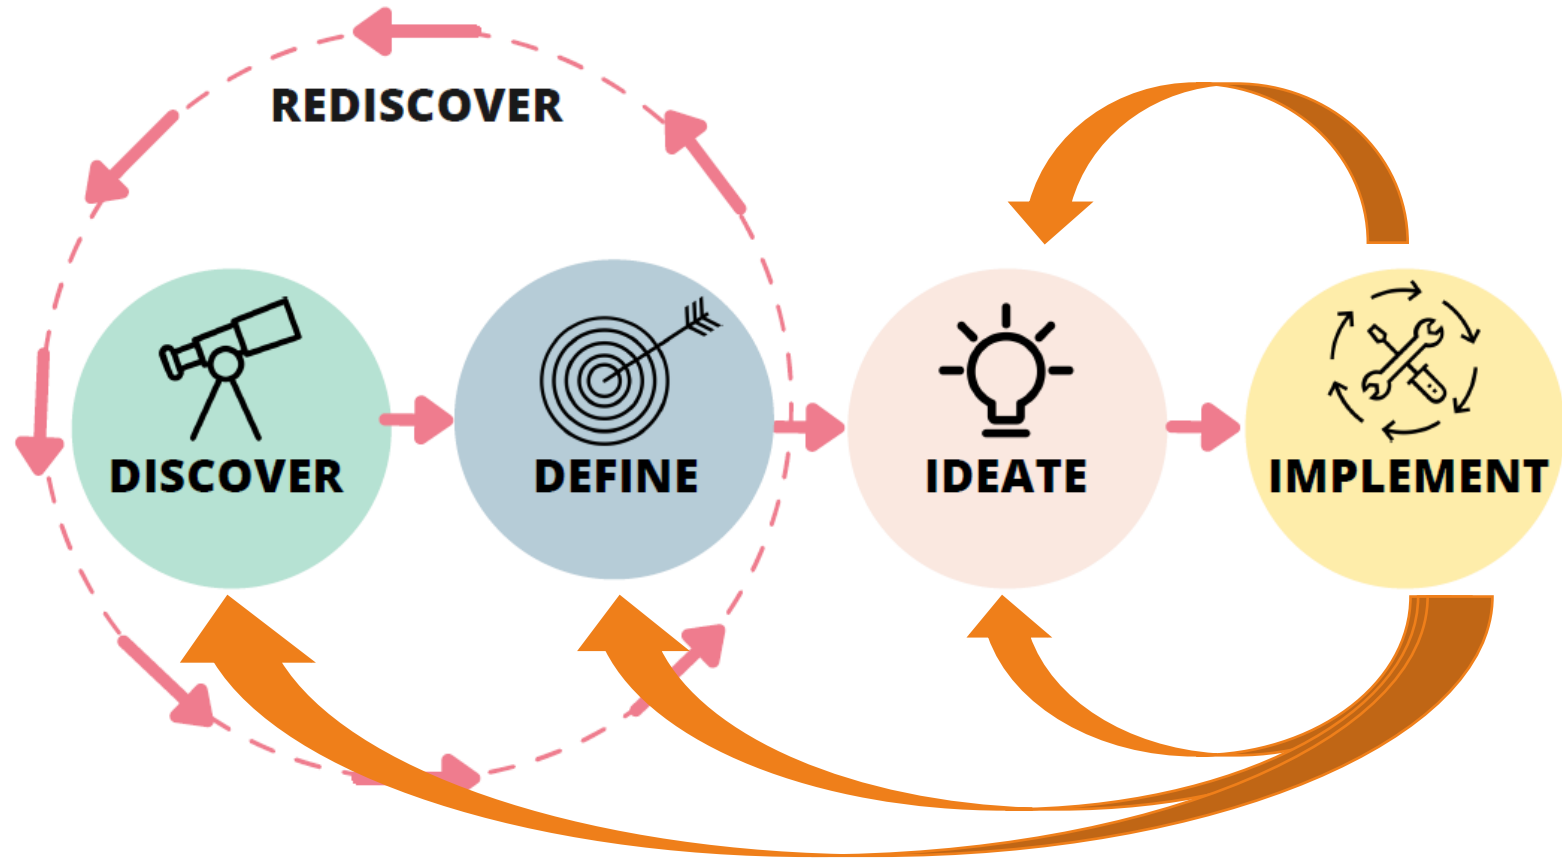 REDISCOVER
DISCOVER
DEFINE
IDEATE
IMPLEMENT